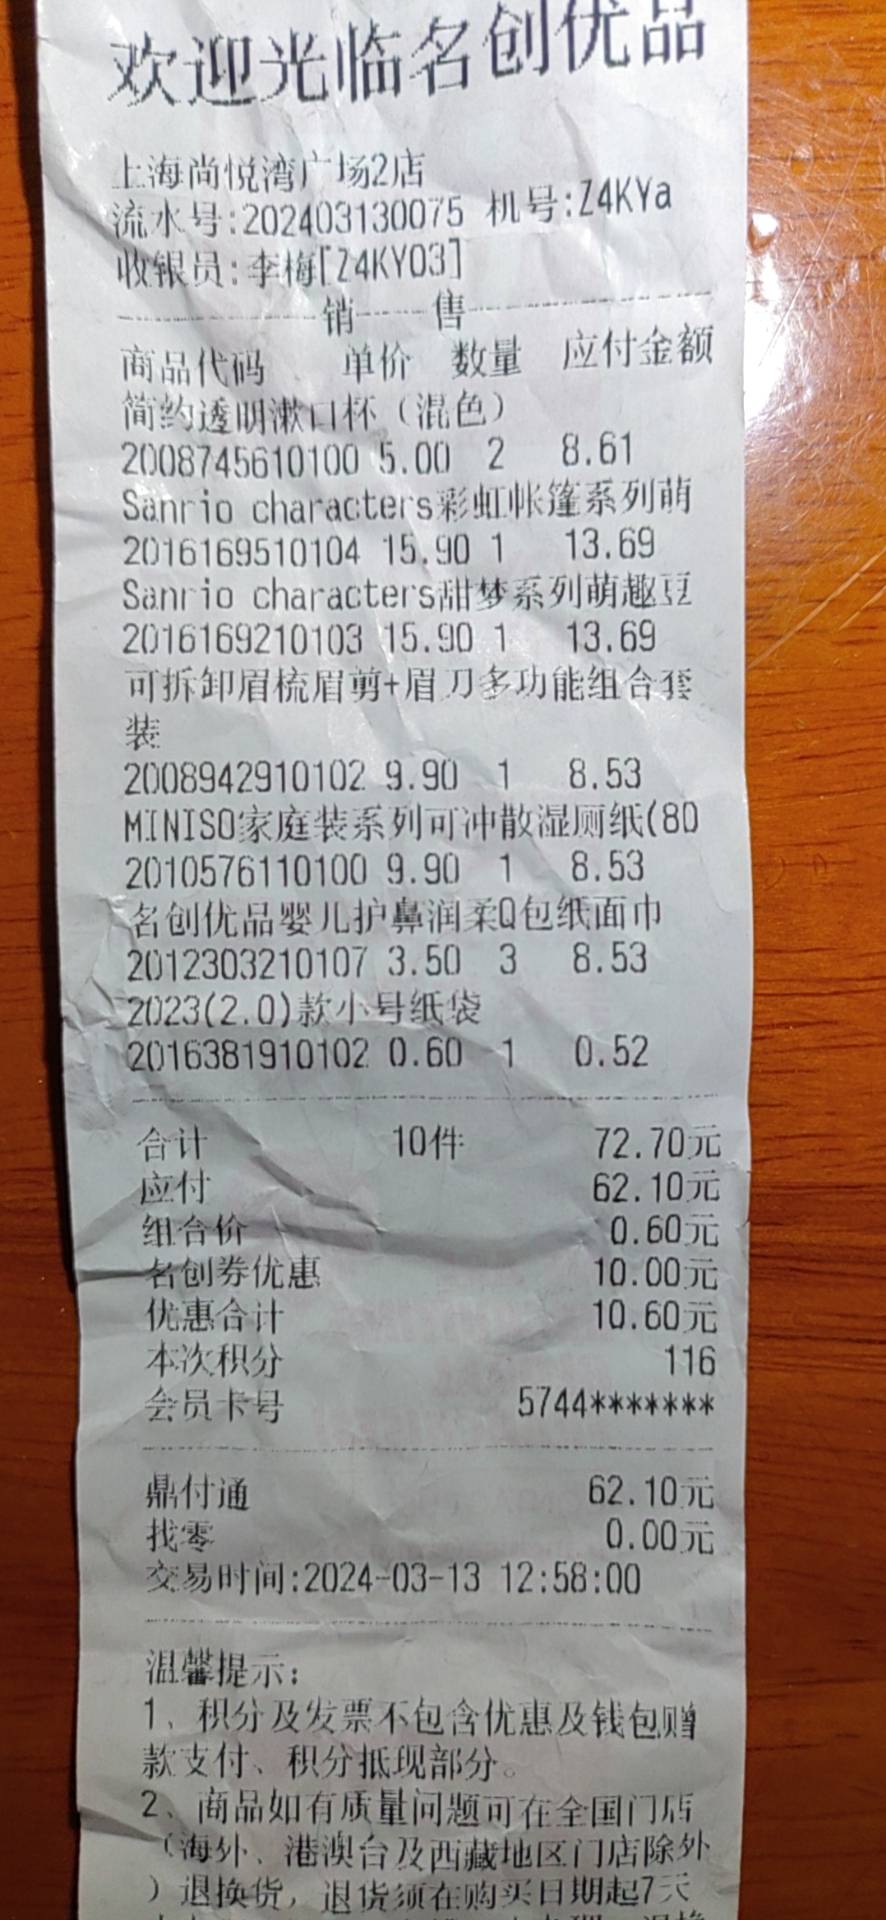 欢迎光临名创优品
上海尚悦湾广场2店
流水号:202403130075 机号:Z4KYa
收银员:李梅[Z4KY03]
销 售
商品代码 单价 数量 应付金额
简约透明漱口杯（混色）
2008745610100 5.00 2 8.61
Sanrio characters彩虹帐篷系列萌
2016169510104 15.90 1 13.69
Sanrio characters甜梦系列萌趣豆
2016169210103 15.90 1 13.69
可拆卸眉梳眉剪+眉刀多功能组合套
装
2008942910102 9.90 1 8.53
MINISO家庭装系列可冲散湿厕纸(80
2010576110100 9.90 1 8.53
名创优品婴儿护鼻润柔Q包纸面巾
2012303210107 3.50 3 8.53
2023(2.0)款小号纸袋
2016381910102 0.60 1 0.52
合计 10件 72.70元
应付 62.10元
组合价 0.60元
名创券优惠 10.00元
优惠合计 10.60元
本次积分 116
会员卡号 5744*******
鼎付通 62.10元
找零 0.00元
交易时间:2024-03-13 12:58:00
温馨提示:
1、积分及发票不包含优惠及钱包赠
款支付、积分抵现部分。
2、商品如有质量问题可在全国门店
（海外、港澳台及西藏地区门店除外
）退换货，退货须在购买日期起7天